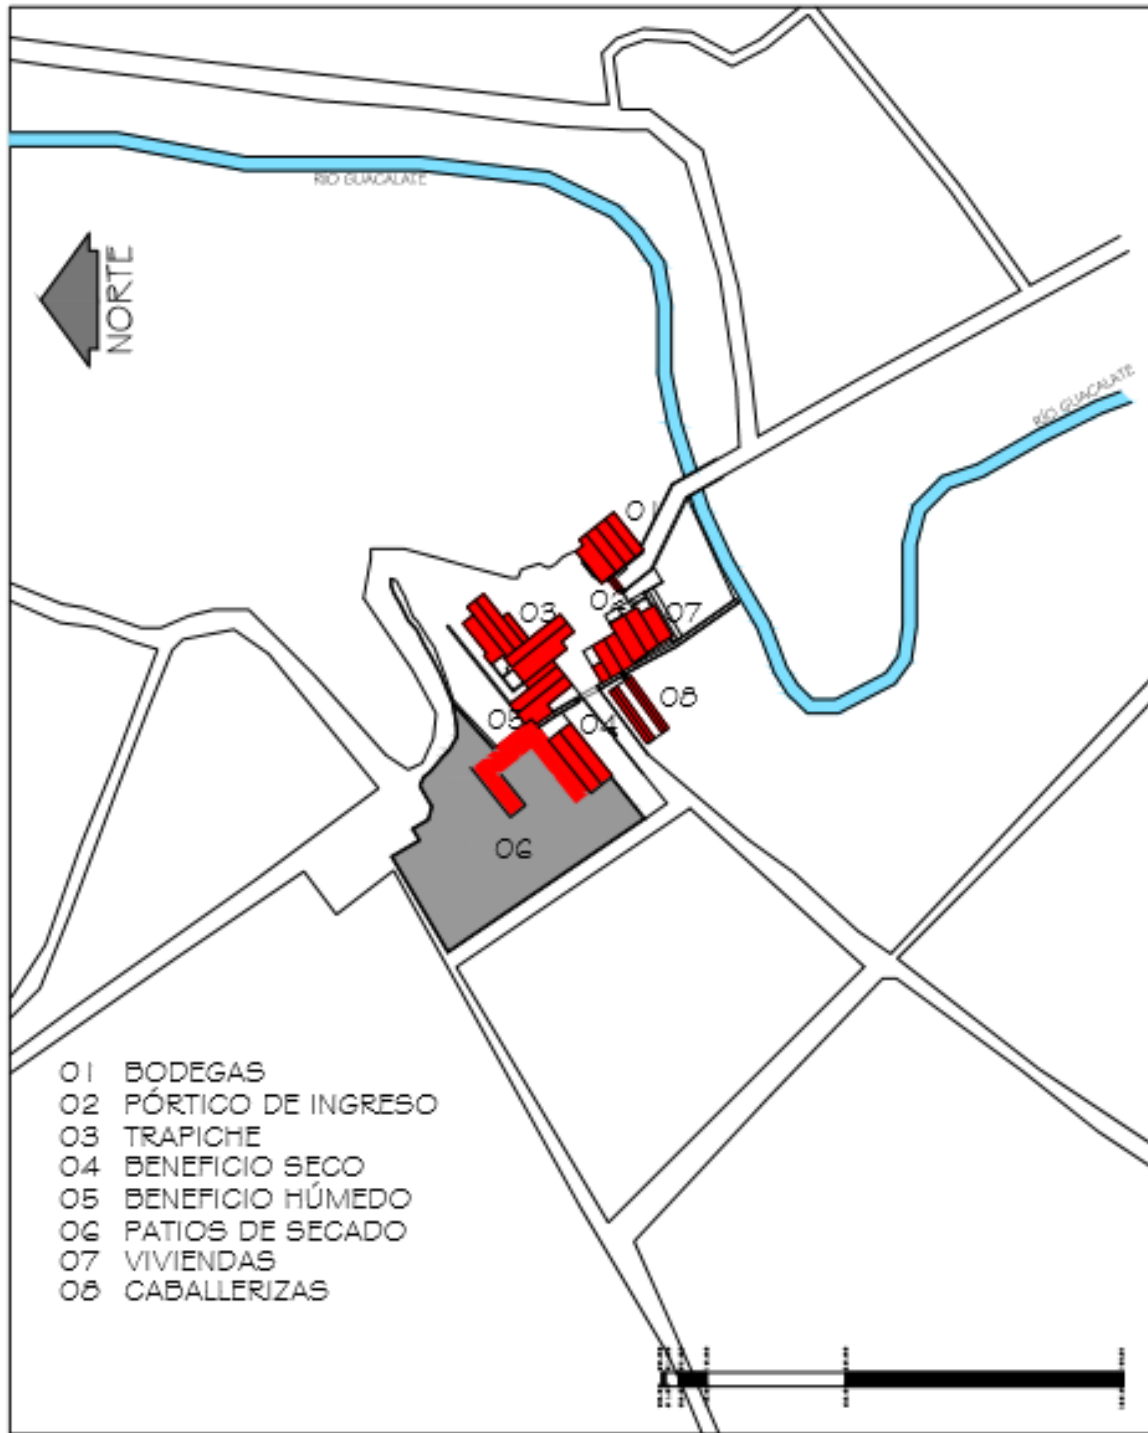 RÍO GUACALATE
NORTE
RÍO GUACALATE
01
02
03
07
08
05
04
06
01 BODEGAS
02 PÓRTICO DE INGRESO
03 TRAPICHE
04 BENEFICIO SECO
05 BENEFICIO HÚMEDO
06 PATIOS DE SECADO
07 VIVIENDAS
08 CABALLERIZAS